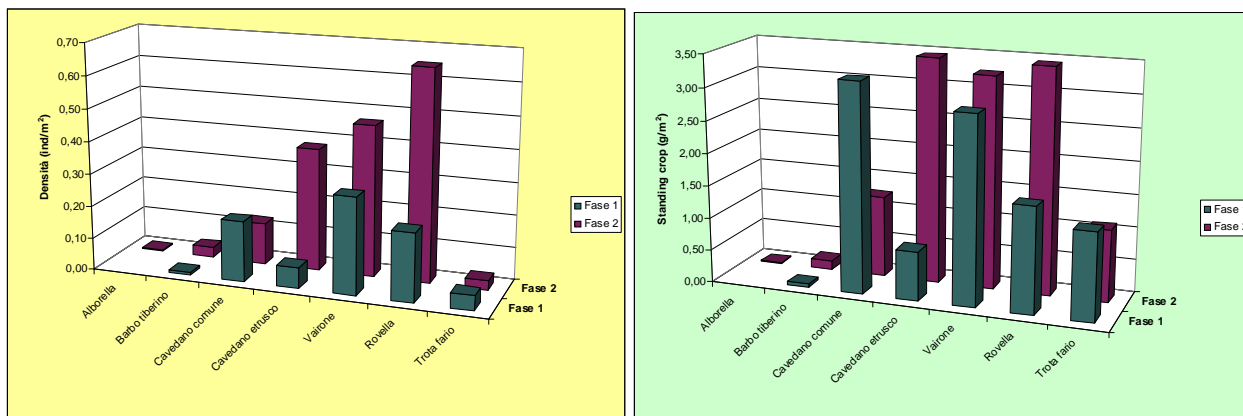 0,70
0,60
0,50
0,40
0,30
0,20
0,10
0,00
Densità (ind/m²)
Alborella
Barbo tiberino
Cavedano comune
Cavedano etrusco
Vairone
Rovella
Trota fario
Fase 1
Fase 2
Fase 2
Fase 1
3,50
3,00
2,50
2,00
1,50
1,00
0,50
0,00
Standing crop (g/m²)
Alborella
Barbo tiberino
Cavedano comune
Cavedano etrusco
Vairone
Rovella
Trota fario
Fase
Fase
Fase 2
Fase 1